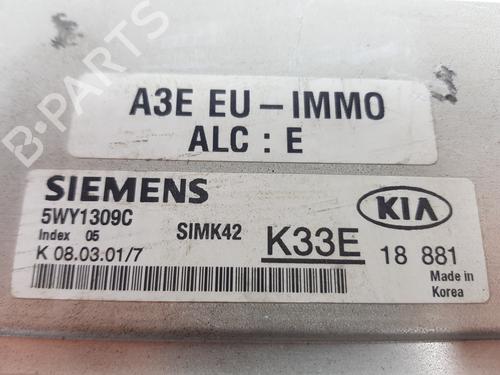 B-PARTS
A3E EU - IMMO
ALC : E
SIEMENS
5WY1309C
Index 05
SIMK42
K 08.03.01/7
KIA
K33E
18 881
Made in
Korea